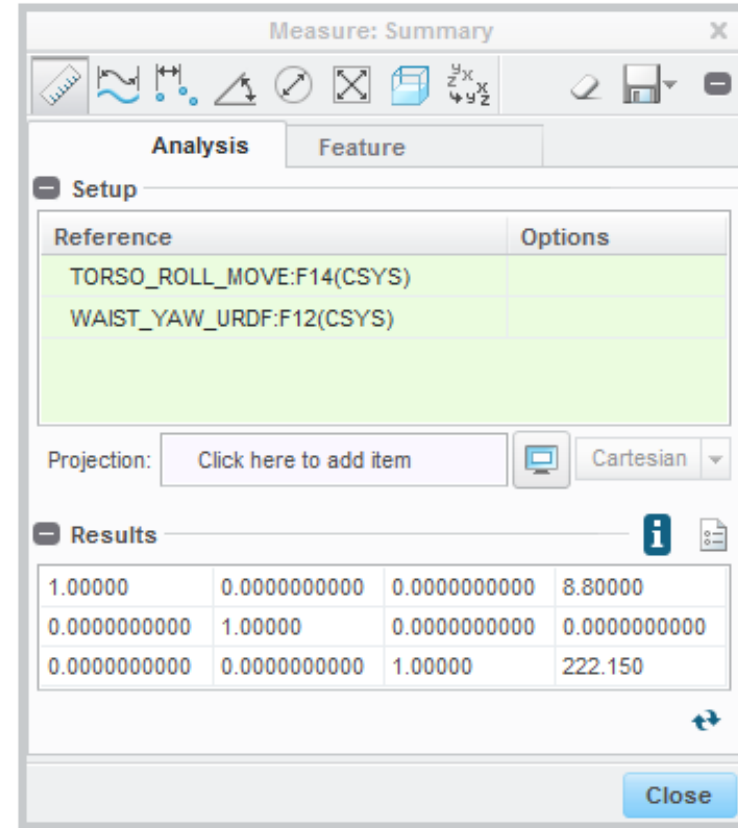 Measure: Summary
Analysis Feature
Setup
Reference Options
TORSO_ROLL_MOVE:F14(CSYS)
WAIST_YAW_URDF:F12(CSYS)
Projection: Click here to add item Cartesian
Results
1.00000 0.0000000000 0.0000000000 8.80000
0.0000000000 1.00000 0.0000000000 0.0000000000
0.0000000000 0.0000000000 1.00000 222.150
Close